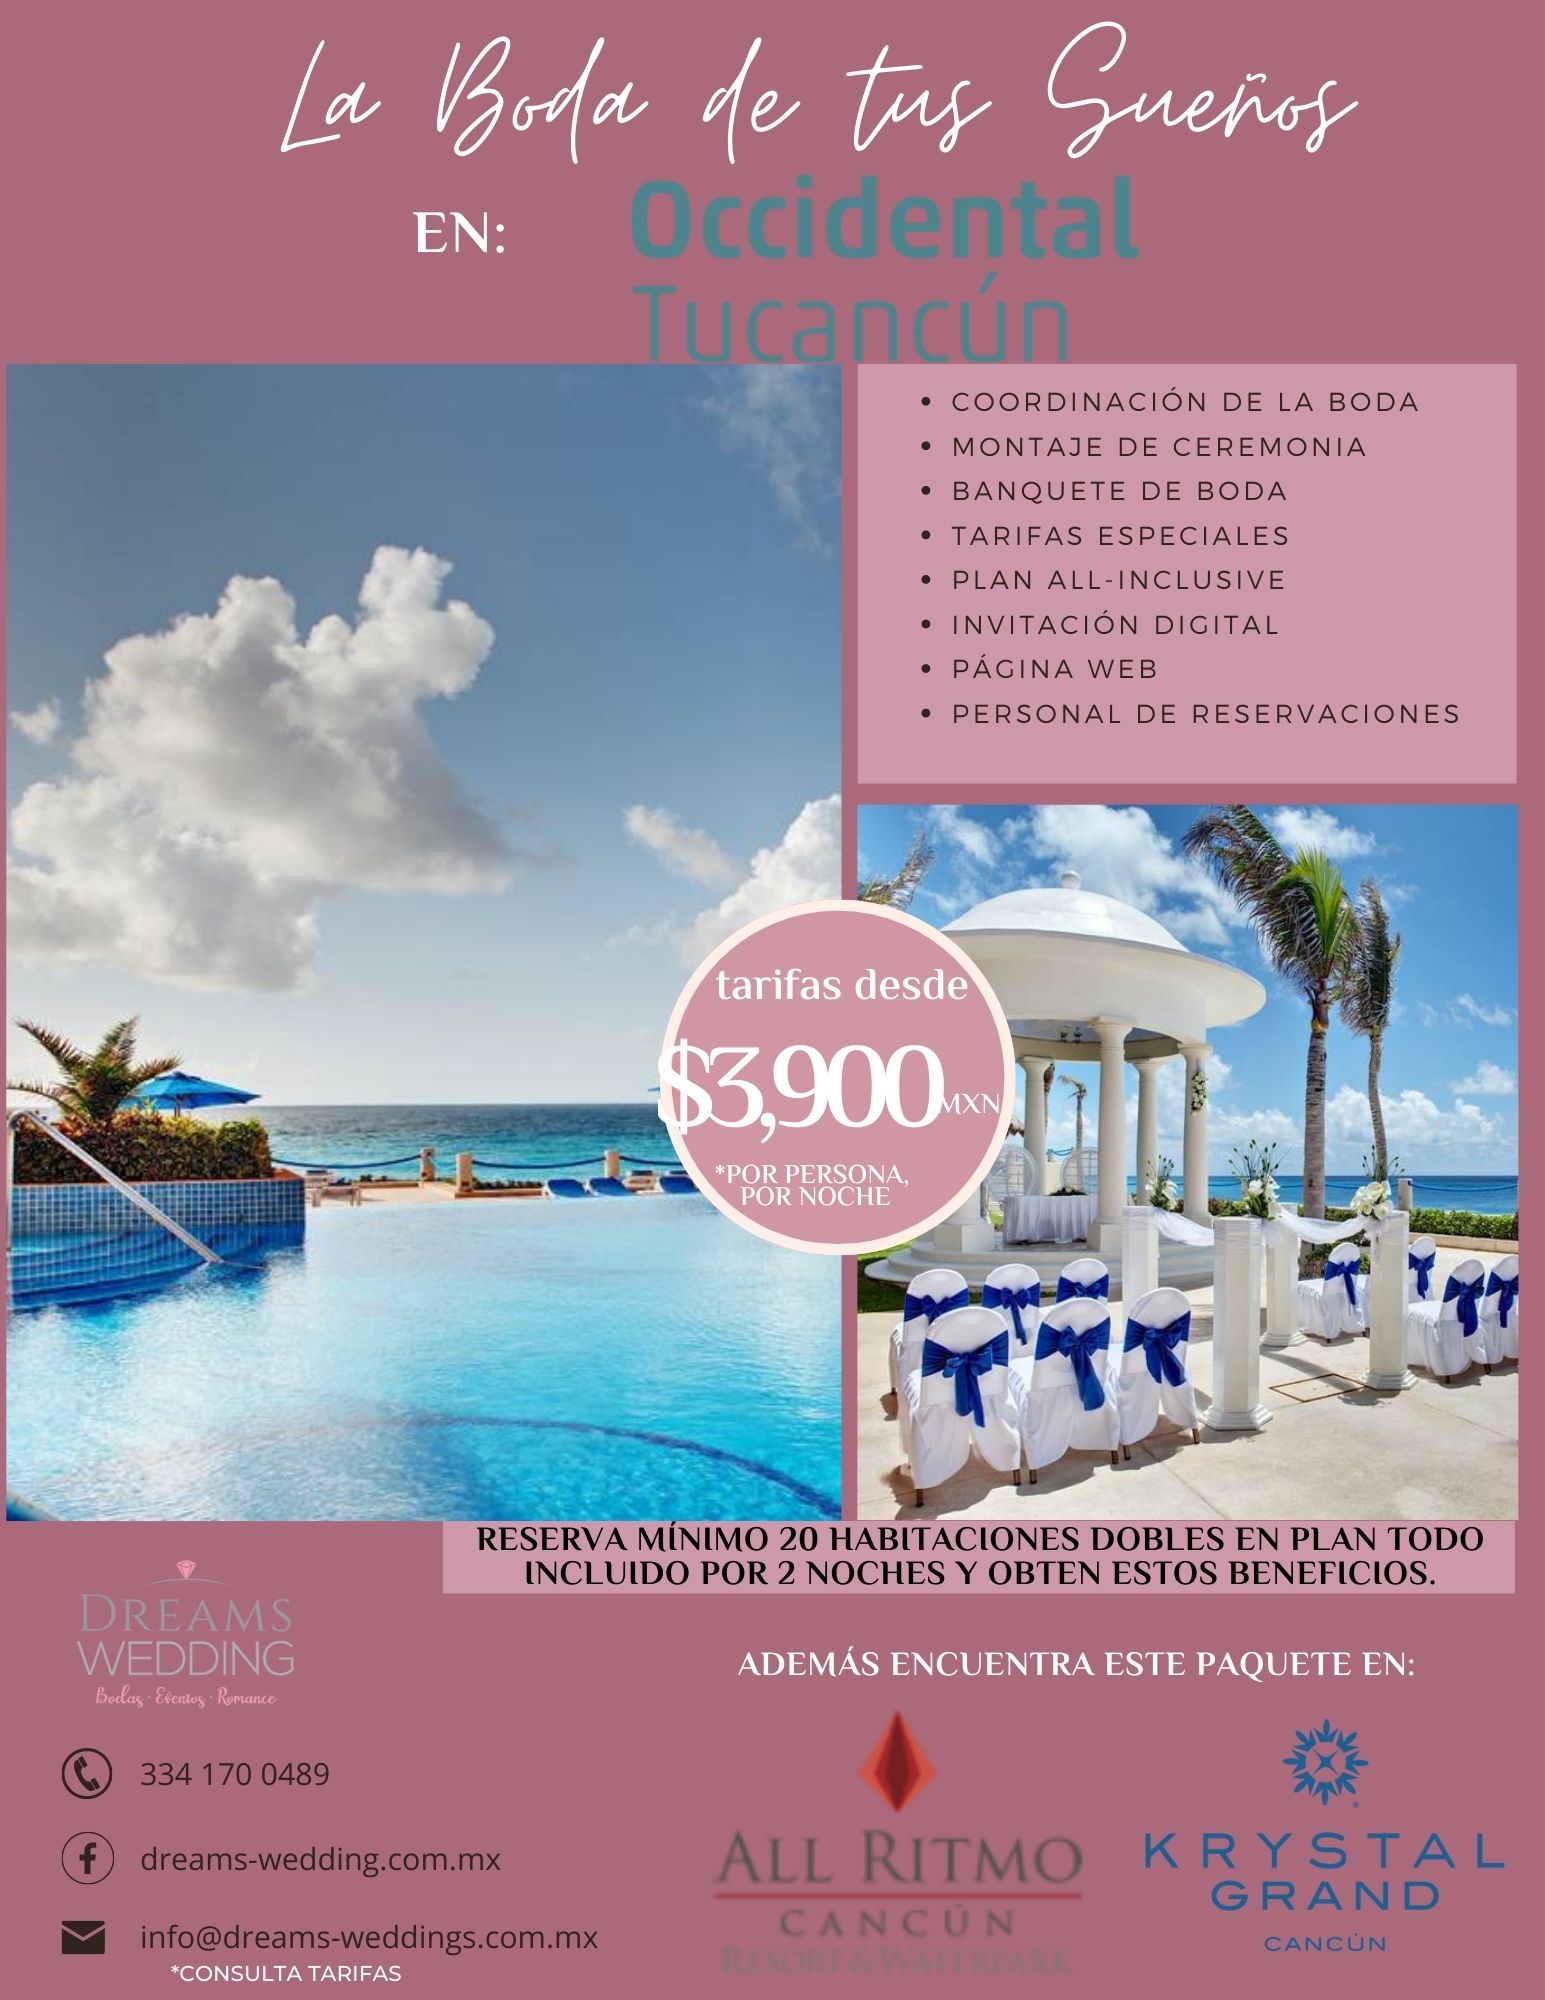 La Boda de tus Sueños
EN:
Occidental
Tucancún
• COORDINACIÓN DE LA BODA
• MONTAJE DE CEREMONIA
• BANQUETE DE BODA
• TARIFAS ESPECIALES
• PLAN ALL-INCLUSIVE
• INVITACIÓN DIGITAL
• PÁGINA WEB
• PERSONAL DE RESERVACIONES
tarifas desde
$3,900 MXN
*POR PERSONA,
POR NOCHE
RESERVA MÍNIMO 20 HABITACIONES DOBLES EN PLAN TODO
INCLUIDO POR 2 NOCHES Y OBTEN ESTOS BENEFICIOS.
DREAMS
WEDDING
Bodas · Eventos · Romance
334 170 0489
dreams-wedding.com.mx
info@dreams-weddings.com.mx
*CONSULTA TARIFAS
ADEMÁS ENCUENTRA ESTE PAQUETE EN:
ALL RITMO
CANCÚN
RESORT & WATERPARK
KRYSTAL
GRAND
CANCÚN